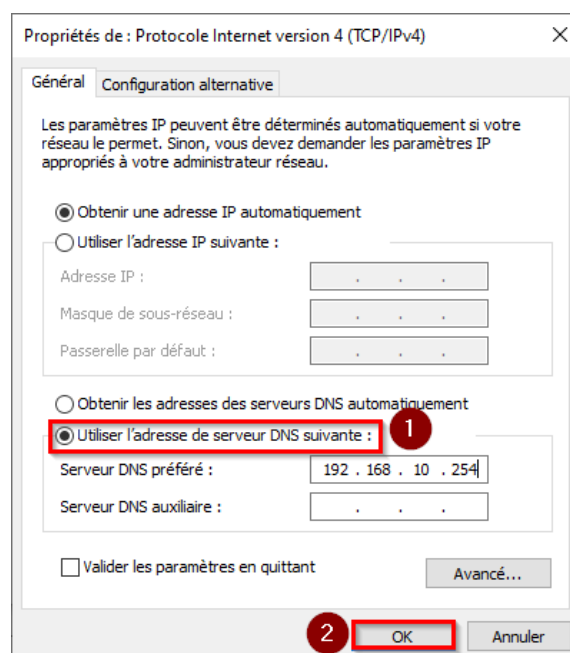 Propriétés de : Protocole Internet version 4 (TCP/IPv4)
Général
Configuration alternative
Les paramètres IP peuvent être déterminés automatiquement si votre
réseau le permet. Sinon, vous devez demander les paramètres IP
appropriés à votre administrateur réseau.
Obtenir une adresse IP automatiquement
Utiliser l'adresse IP suivante :
Adresse IP :
Masque de sous-réseau :
Passerelle par défaut :
Obtenir les adresses des serveurs DNS automatiquement
1
Utiliser l'adresse de serveur DNS suivante :
Serveur DNS préféré : 192 . 168 . 10 . 254
Serveur DNS auxiliaire :
Valider les paramètres en quittant
Avancé...
2
OK
Annuler